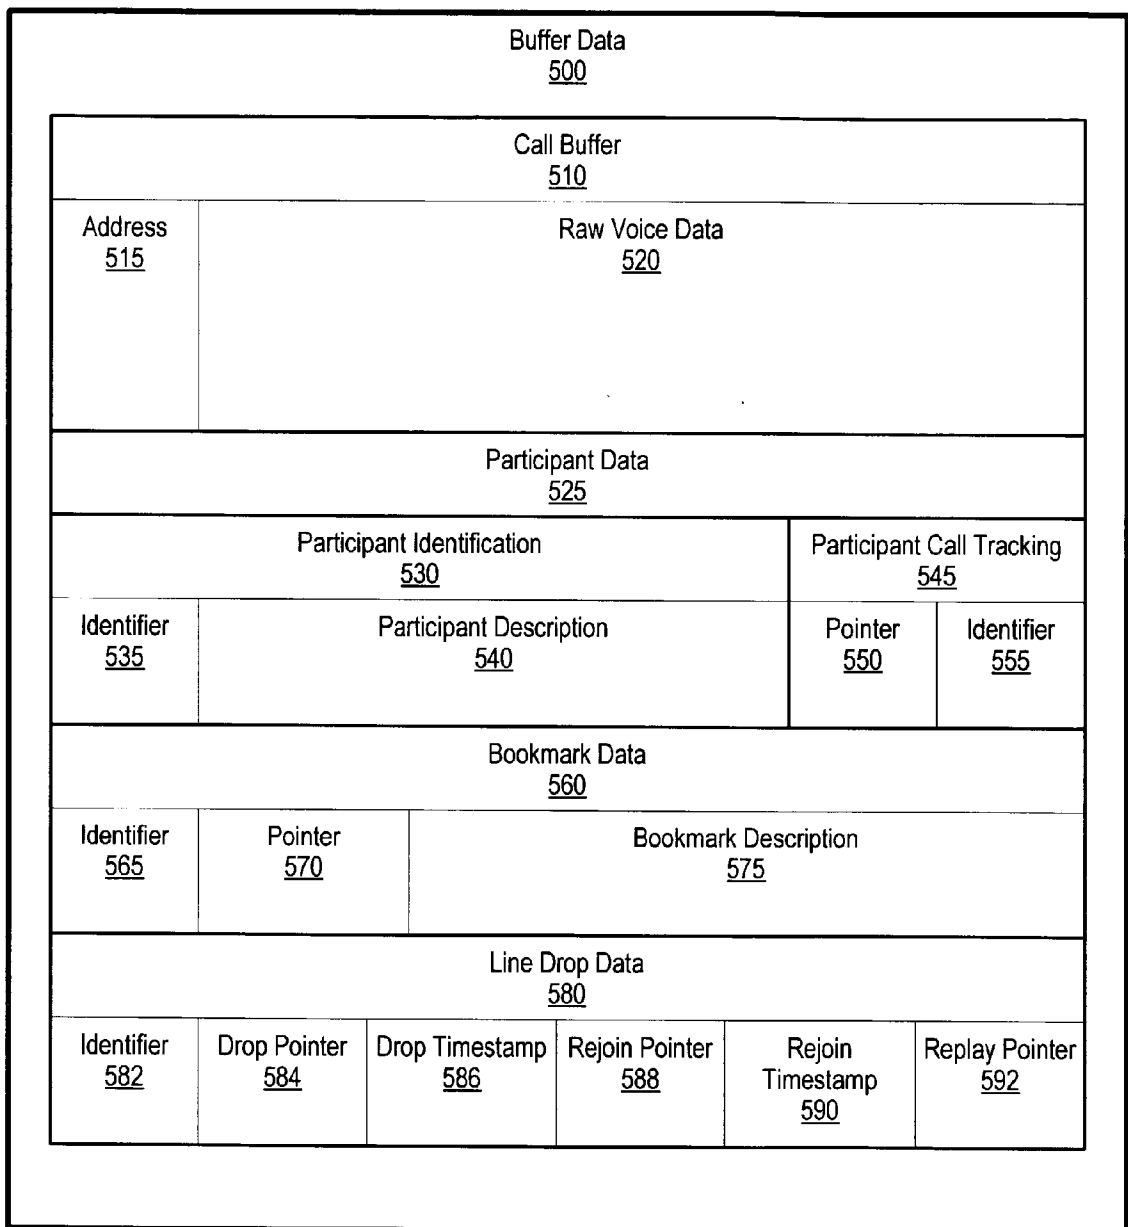 Buffer Data
500
Call Buffer
510
Address
515
Raw Voice Data
520
Participant Data
525
Participant Identification
530
Participant Call Tracking
545
Identifier
535
Participant Description
540
Pointer
550
Identifier
555
Bookmark Data
560
Identifier
565
Pointer
570
Bookmark Description
575
Line Drop Data
580
Identifier
582
Drop Pointer
584
Drop Timestamp
586
Rejoin Pointer
588
Rejoin
Timestamp
590
Replay Pointer
592